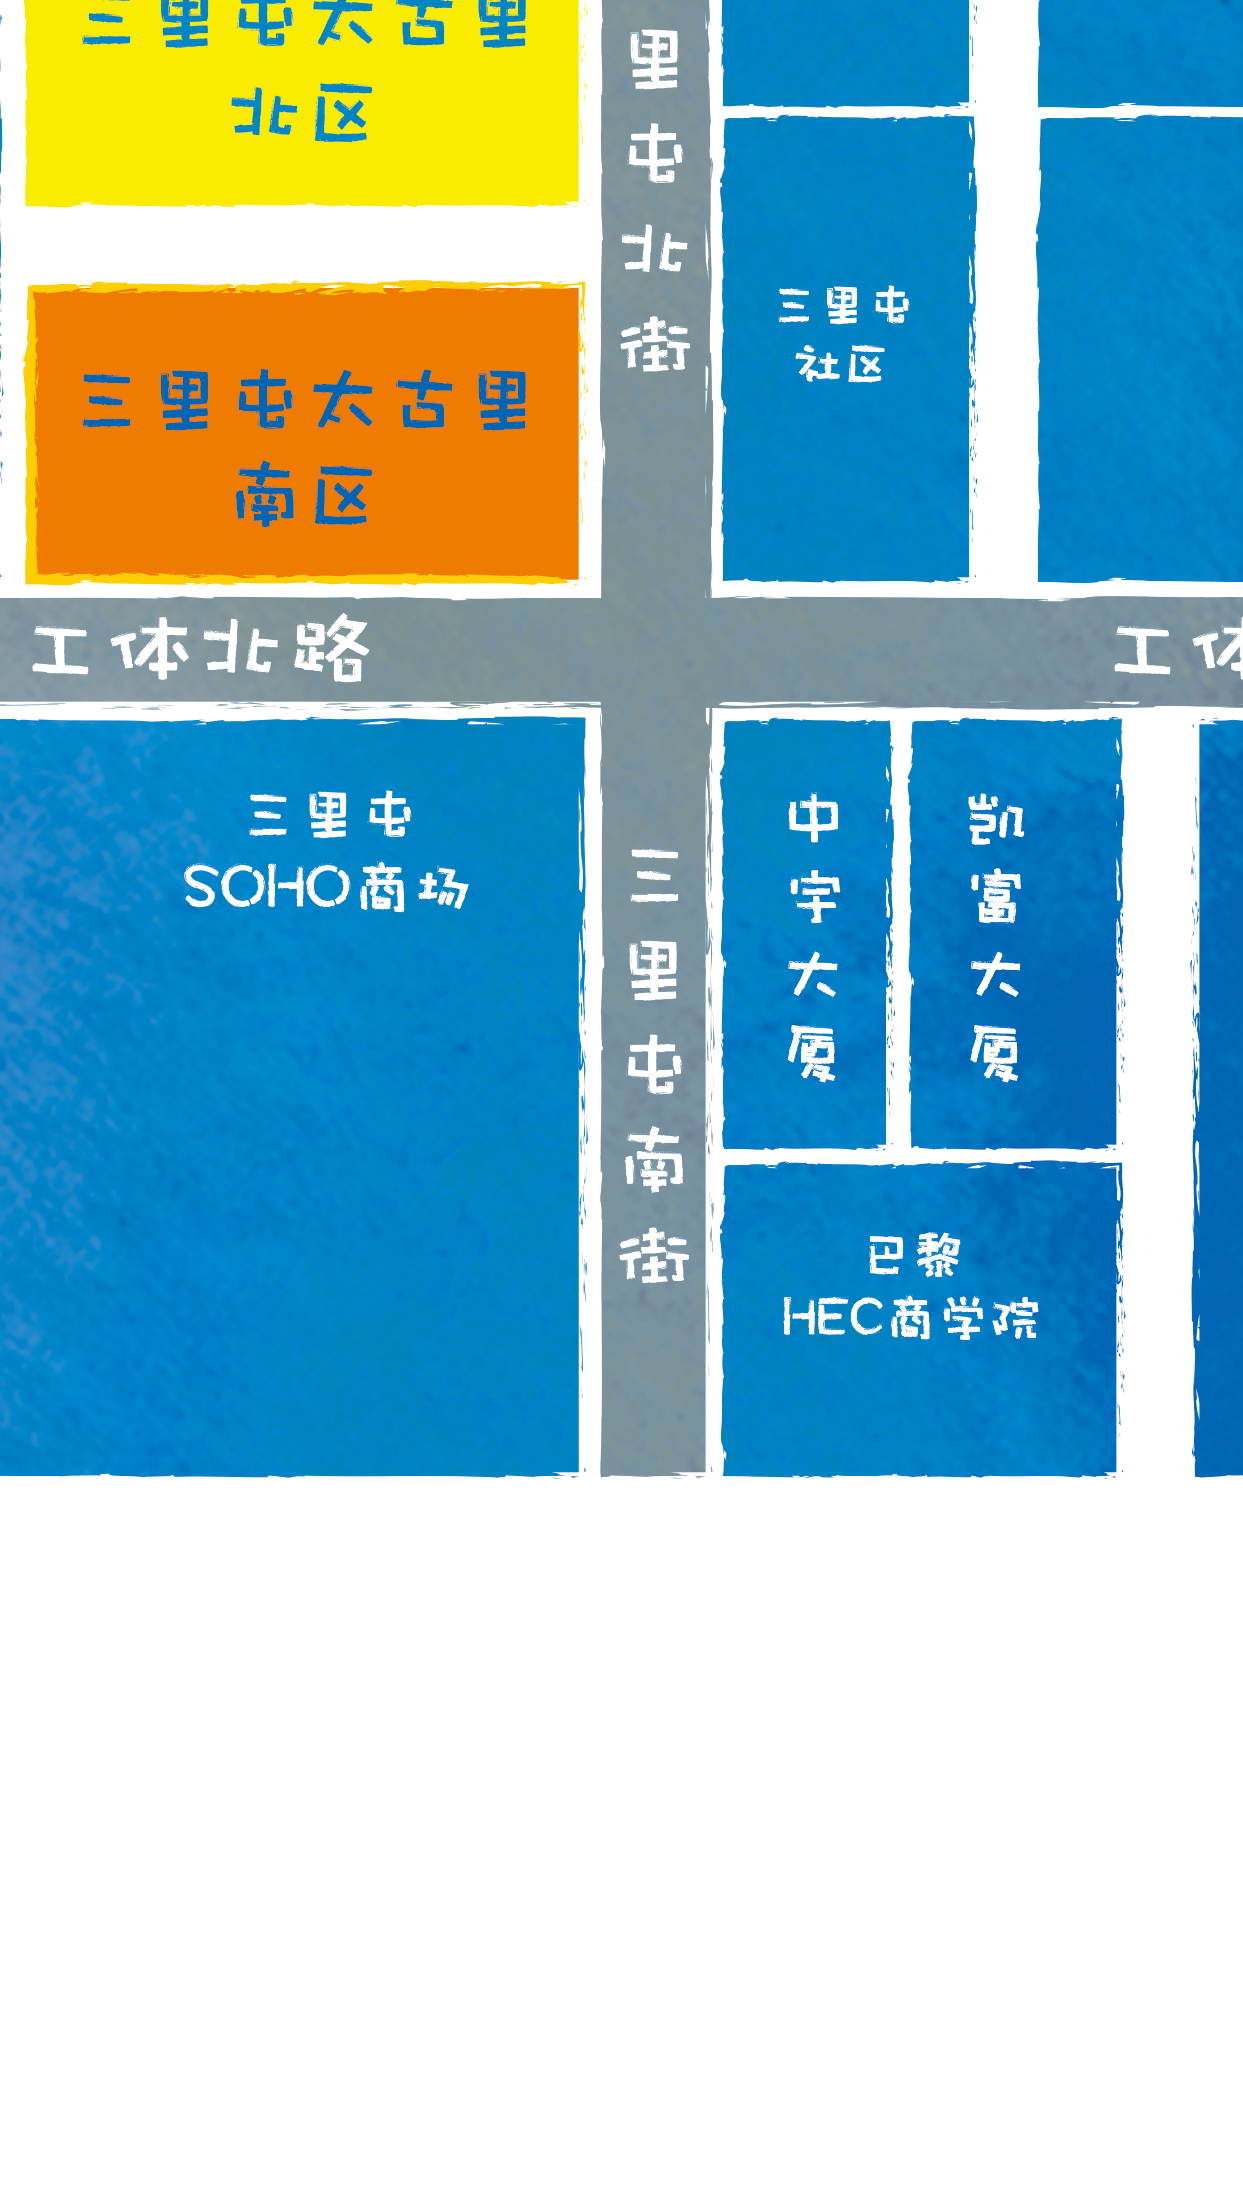 三里屯太古里
北区
里屯北街
三里屯
社区
三里屯太古里
南区
工体北路
工体
三里屯
SOHO商场
三里屯南街
中宇大厦
凯富大厦
巴黎
HEC商学院